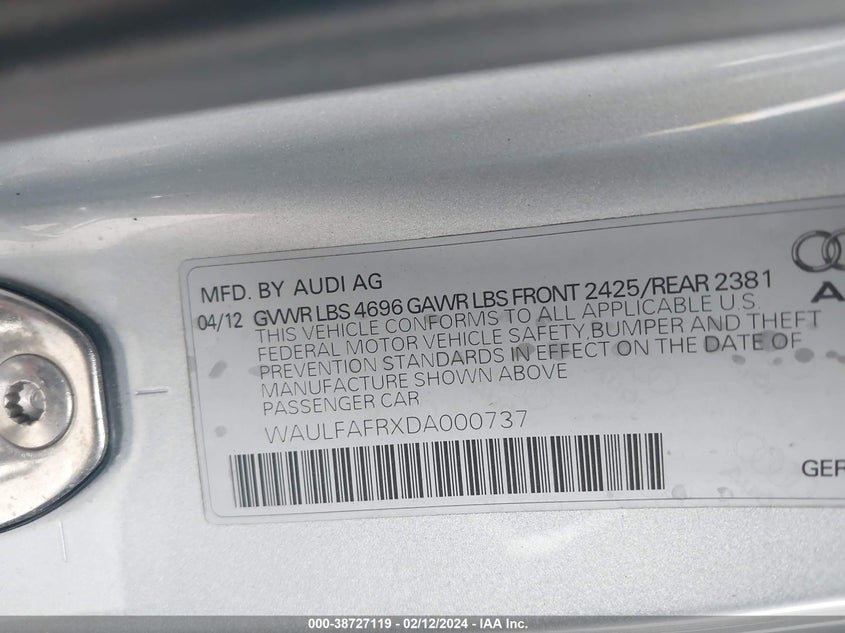 MFD. BY AUDI AG
04/12 GVWR LBS 4696 GAWR LBS FRONT 2425/REAR 2381
THIS VEHICLE CONFORMS TO ALL APPLICABLE U.S.
FEDERAL MOTOR VEHICLE SAFETY, BUMPER AND THEFT
PREVENTION STANDARDS IN EFFECT ON THE DATE OF
MANUFACTURE SHOWN ABOVE
PASSENGER CAR
WAULFAFRXDA000737
000-38727119 - 02/12/2024 - IAA Inc.